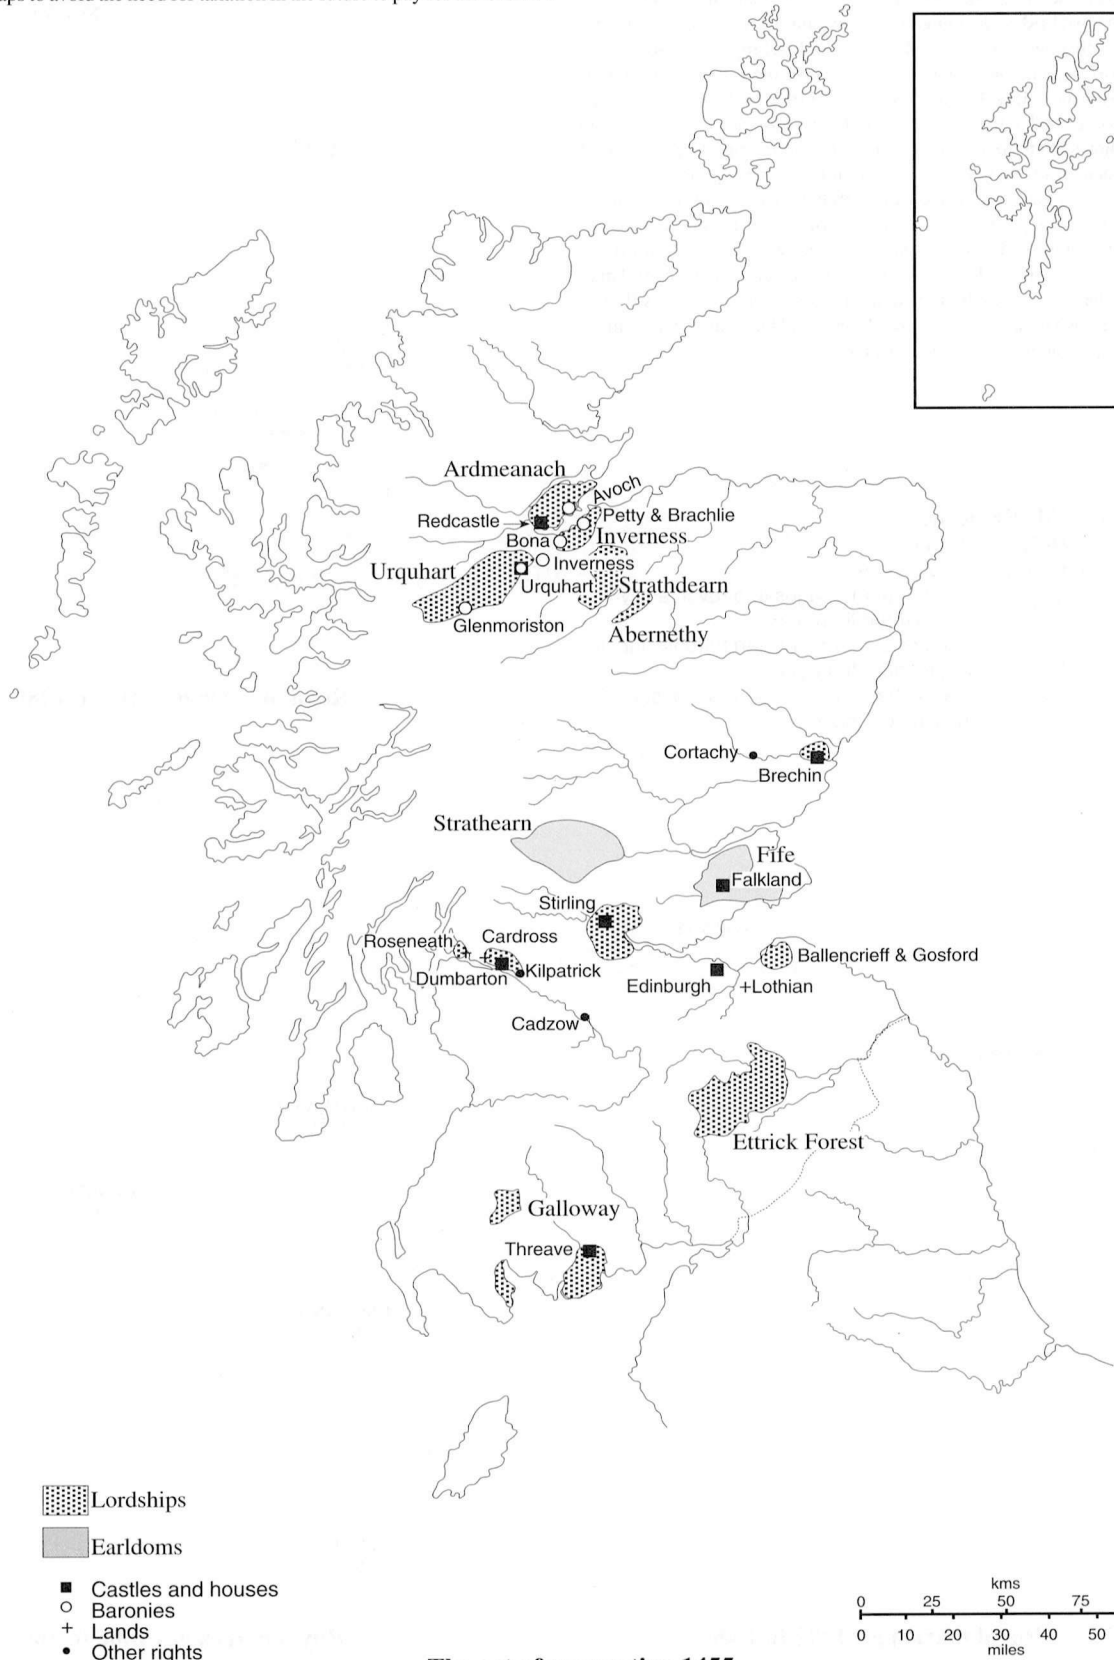 Ardmeanach
Avoch
Redcastle
Petty & Brachlie
Bona
Inverness
Inverness
Urquhart
Urquhart
Strathdearn
Glenmoriston
Abernethy
Cortachy
Brechin
Strathearn
Fife
Falkland
Stirling
Roseneath
Cardross
Ballencrieff & Gosford
Dumbarton
Kilpatrick
Edinburgh
+Lothian
Cadzow
Ettrick Forest
Galloway
Threave
Lordships
Earldoms
Castles and houses
Baronies
Lands
Other rights
kms
0 25 50 75
0 10 20 30 40 50
miles